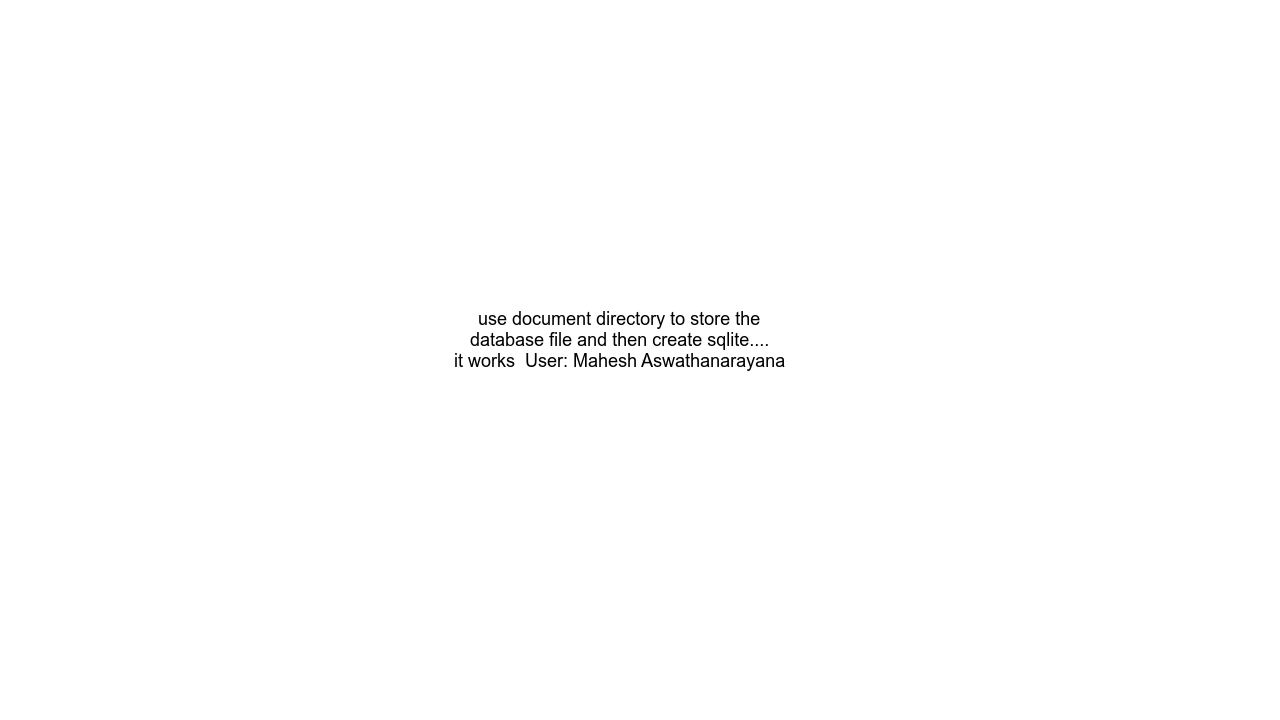 use document directory to store the
database file and then create sqlite....
it works  User: Mahesh Aswathanarayana